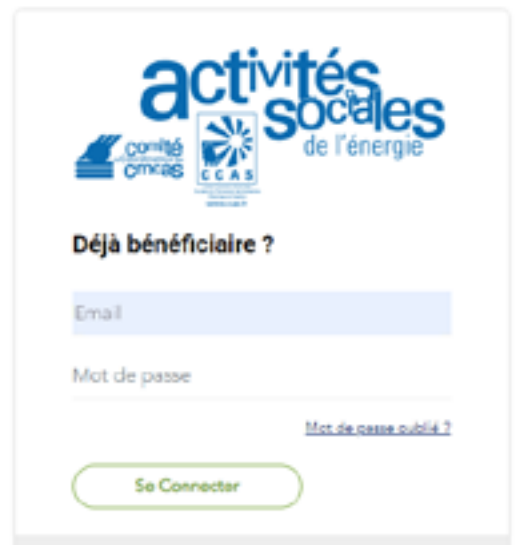 activités
sociales
de l'énergie
comité
cmcas
CCAS
Déjà bénéficiaire ?
Email
Mot de passe
Mot de passe oublié ?
Se Connecter